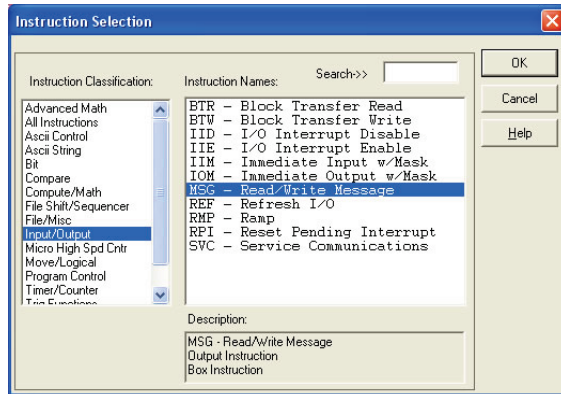 Instruction Selection
Instruction Classification:
Advanced Math
All Instructions
Ascii Control
Ascii String
Bit
Compare
Compute/Math
File Shift/Sequencer
File/Misc
Input/Output
Micro High Spd Cntr
Move/Logical
Program Control
Timer/Counter
Trig Functions
Instruction Names:
Search->>
BTR - Block Transfer Read
BTW - Block Transfer Write
IID - I/O Interrupt Disable
IIE - I/O Interrupt Enable
IIM - Immediate Input w/Mask
IOM - Immediate Output w/Mask
MSG - Read/Write Message
REF - Refresh I/O
RMP - Ramp
RPI - Reset Pending Interrupt
SVC - Service Communications
Description:
MSG - Read/Write Message
Output Instruction
Box Instruction
OK
Cancel
Help